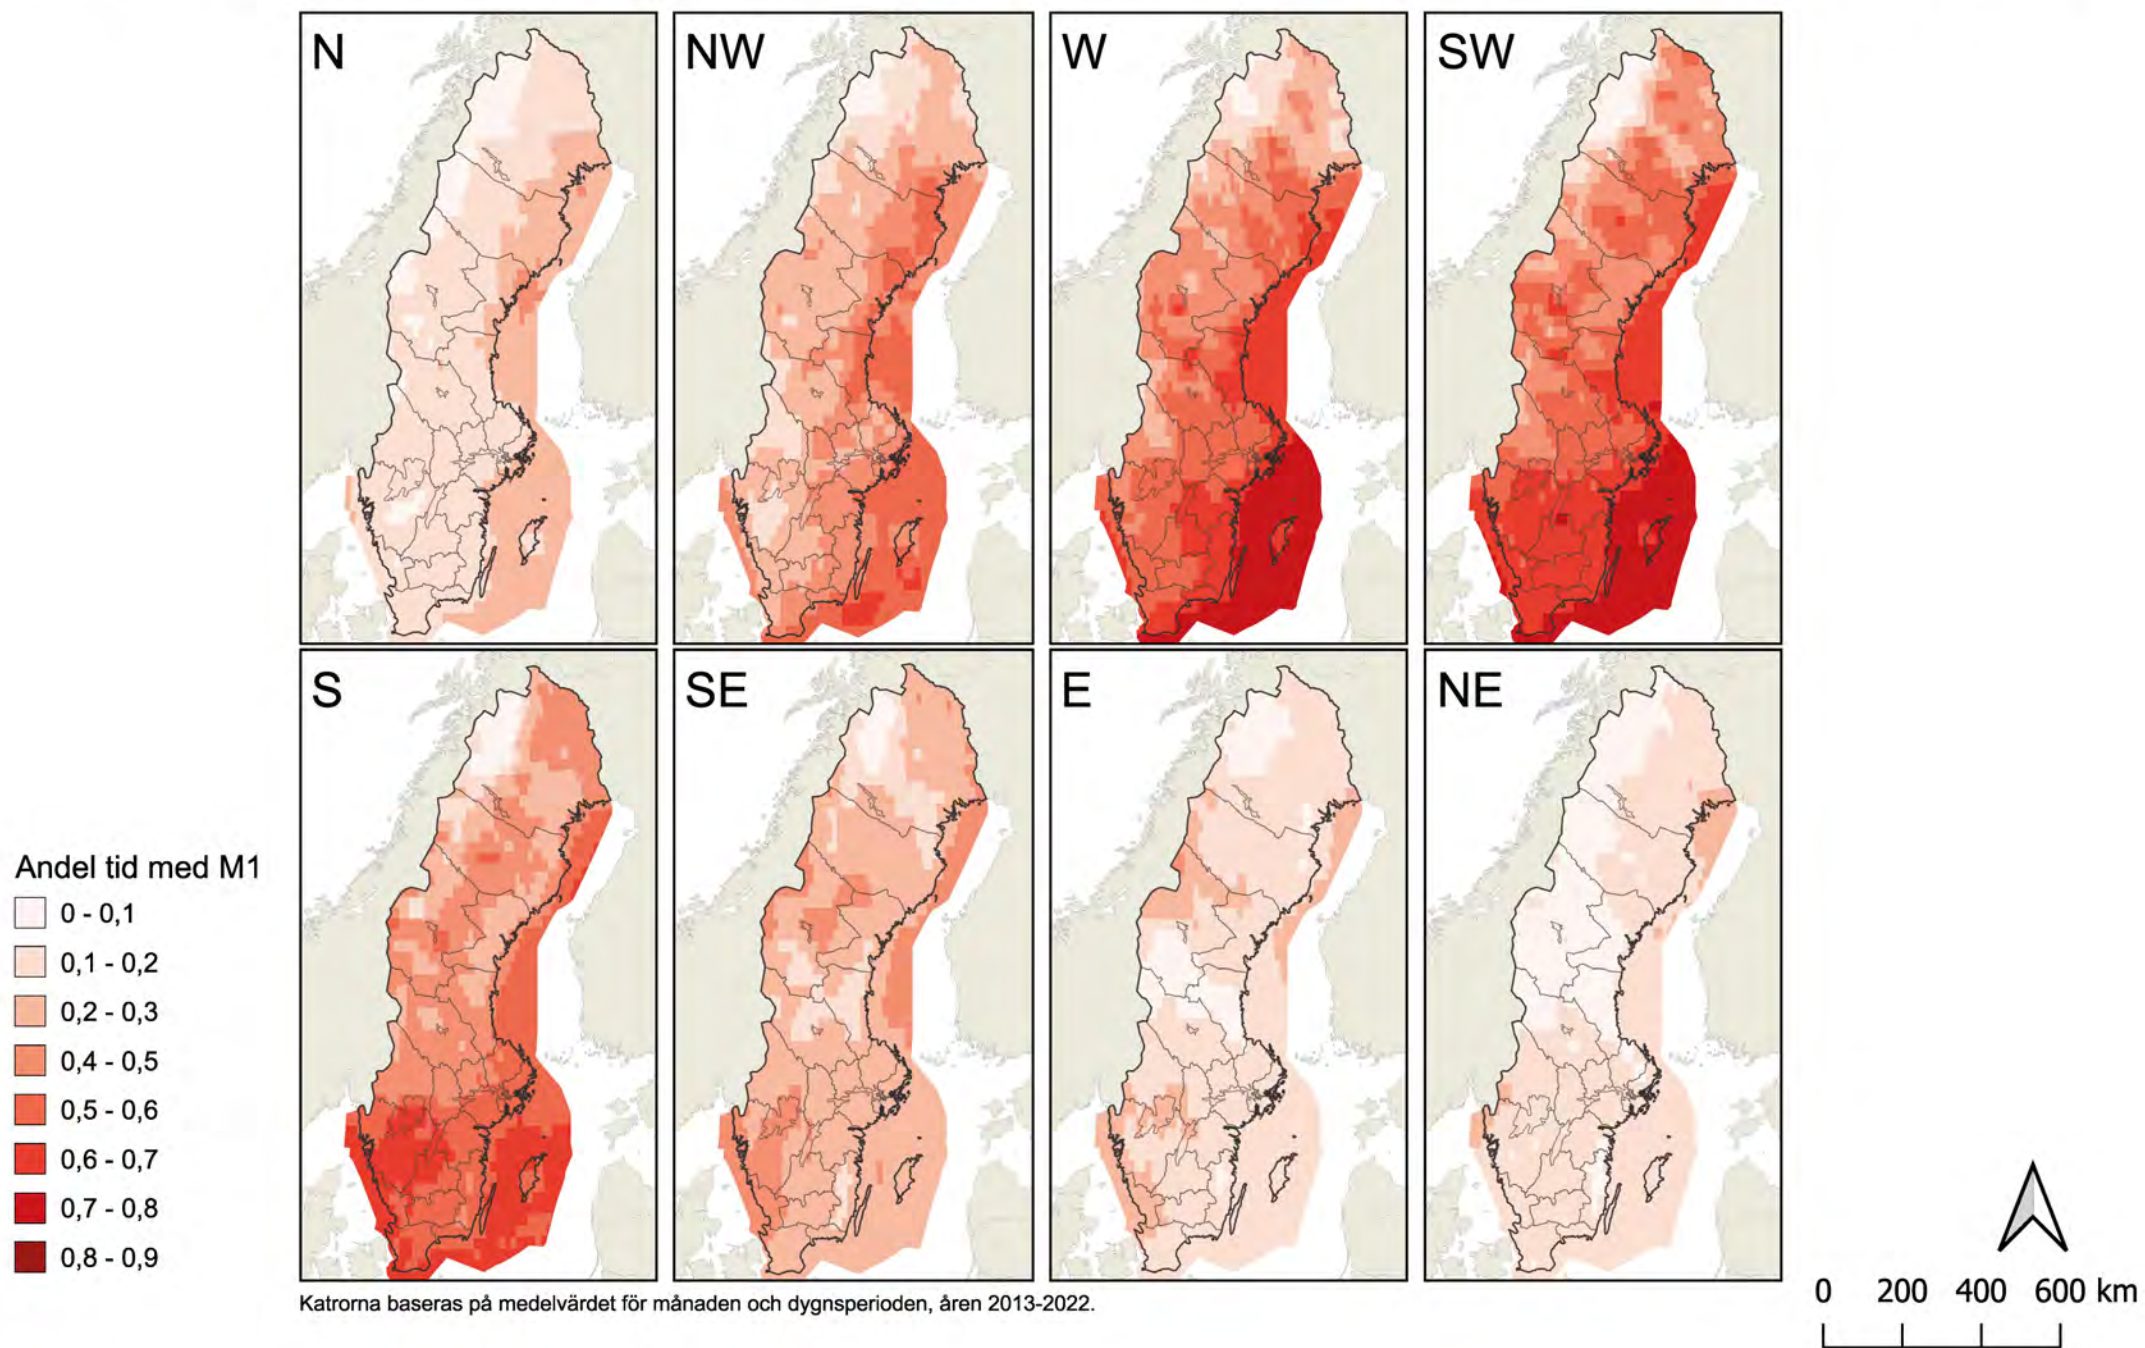 N
NW
W
SW
S
SE
E
NE
Andel tid med M1
0 - 0,1
0,1 - 0,2
0,2 - 0,3
0,4 - 0,5
0,5 - 0,6
0,6 - 0,7
0,7 - 0,8
0,8 - 0,9
Katrorna baseras på medelvärdet för månaden och dygnsperioden, åren 2013-2022.
0 200 400 600 km